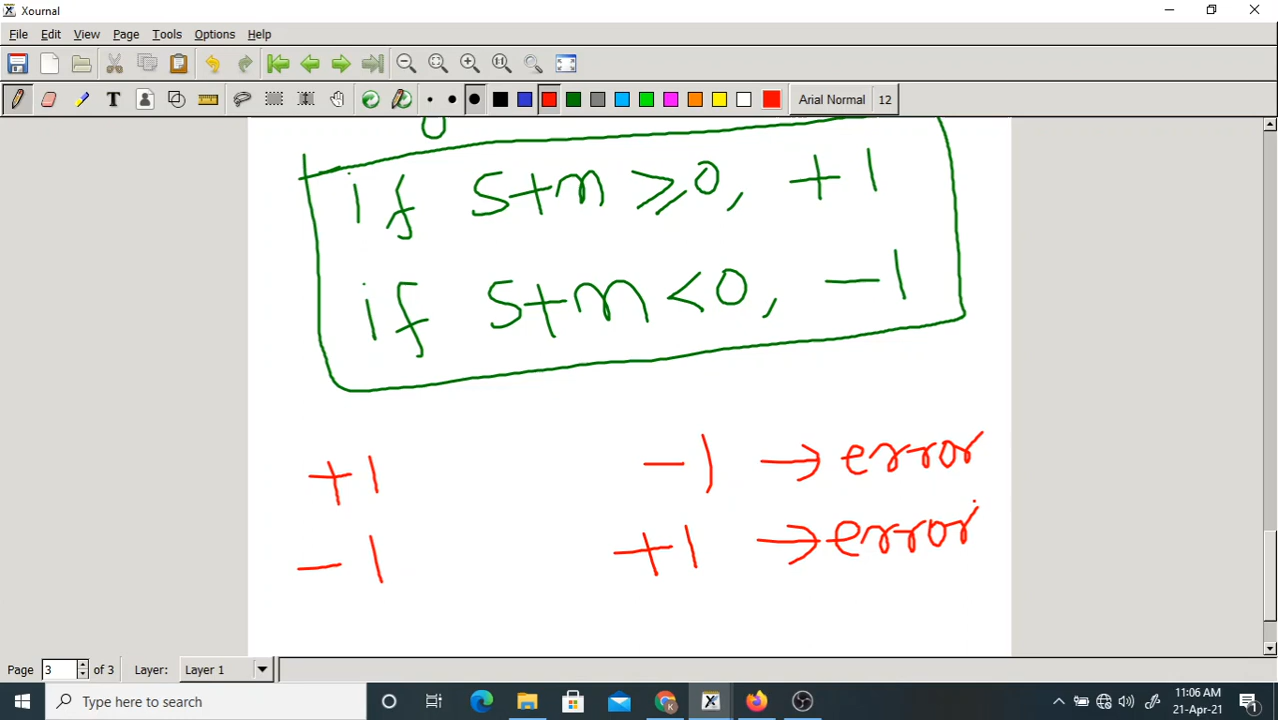 Xournal
File Edit View Page Tools Options Help
Arial Normal 12
if s+n ≥0, +1
if s+n <0, -1
+1 -1 → error
-1 +1 → error
Page 3 of 3 Layer: Layer 1
Type here to search
11:06 AM
21-Apr-21